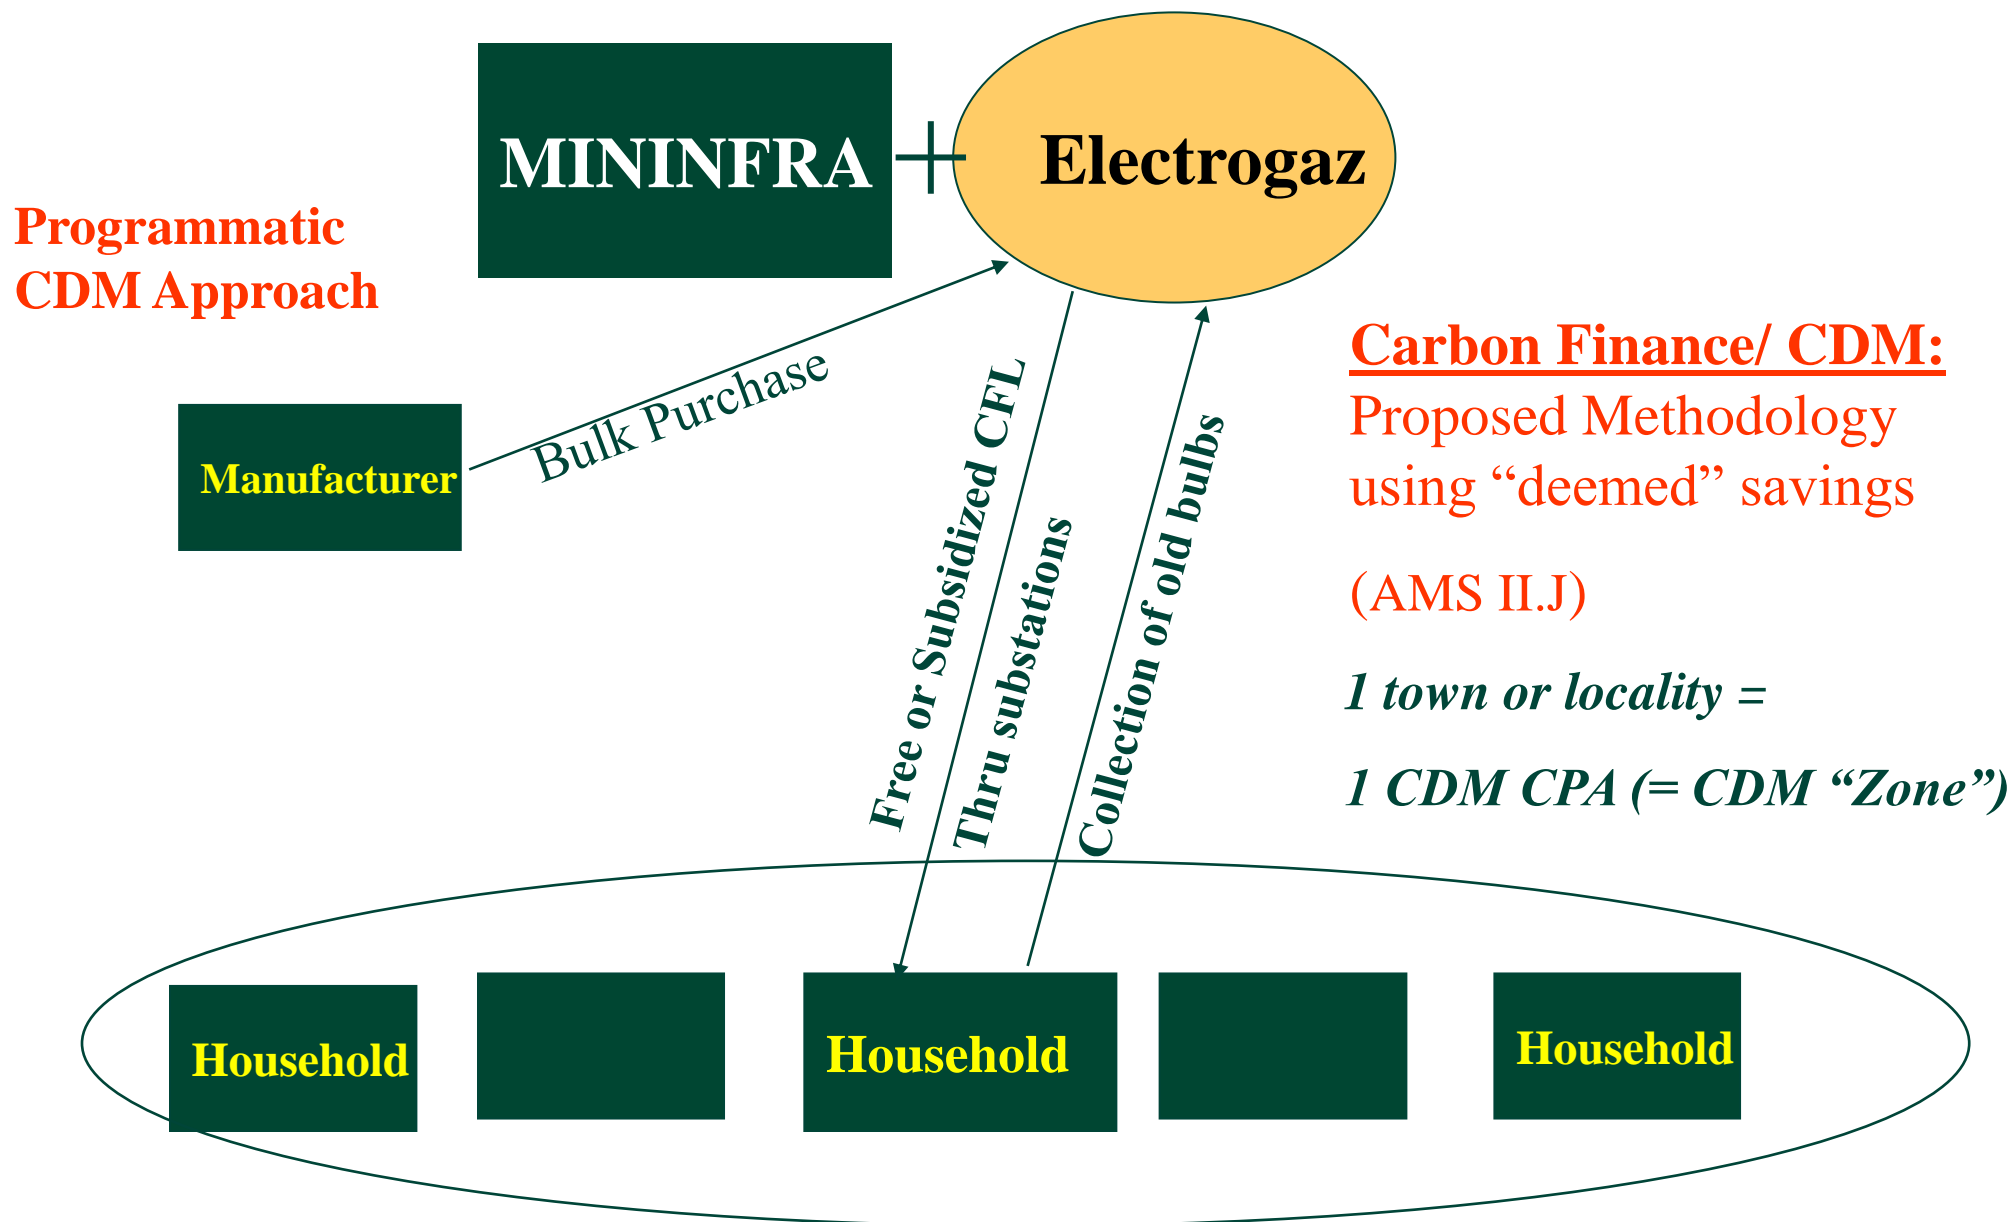 MININFRA
Electrogaz
Programmatic
CDM Approach
Manufacturer
Bulk Purchase
Free or Subsidized CFL
Thru substations
Collection of old bulbs
Carbon Finance/ CDM:
Proposed Methodology
using “deemed” savings
(AMS II.J)
1 town or locality =
1 CDM CPA (= CDM “Zone”)
Household
Household
Household